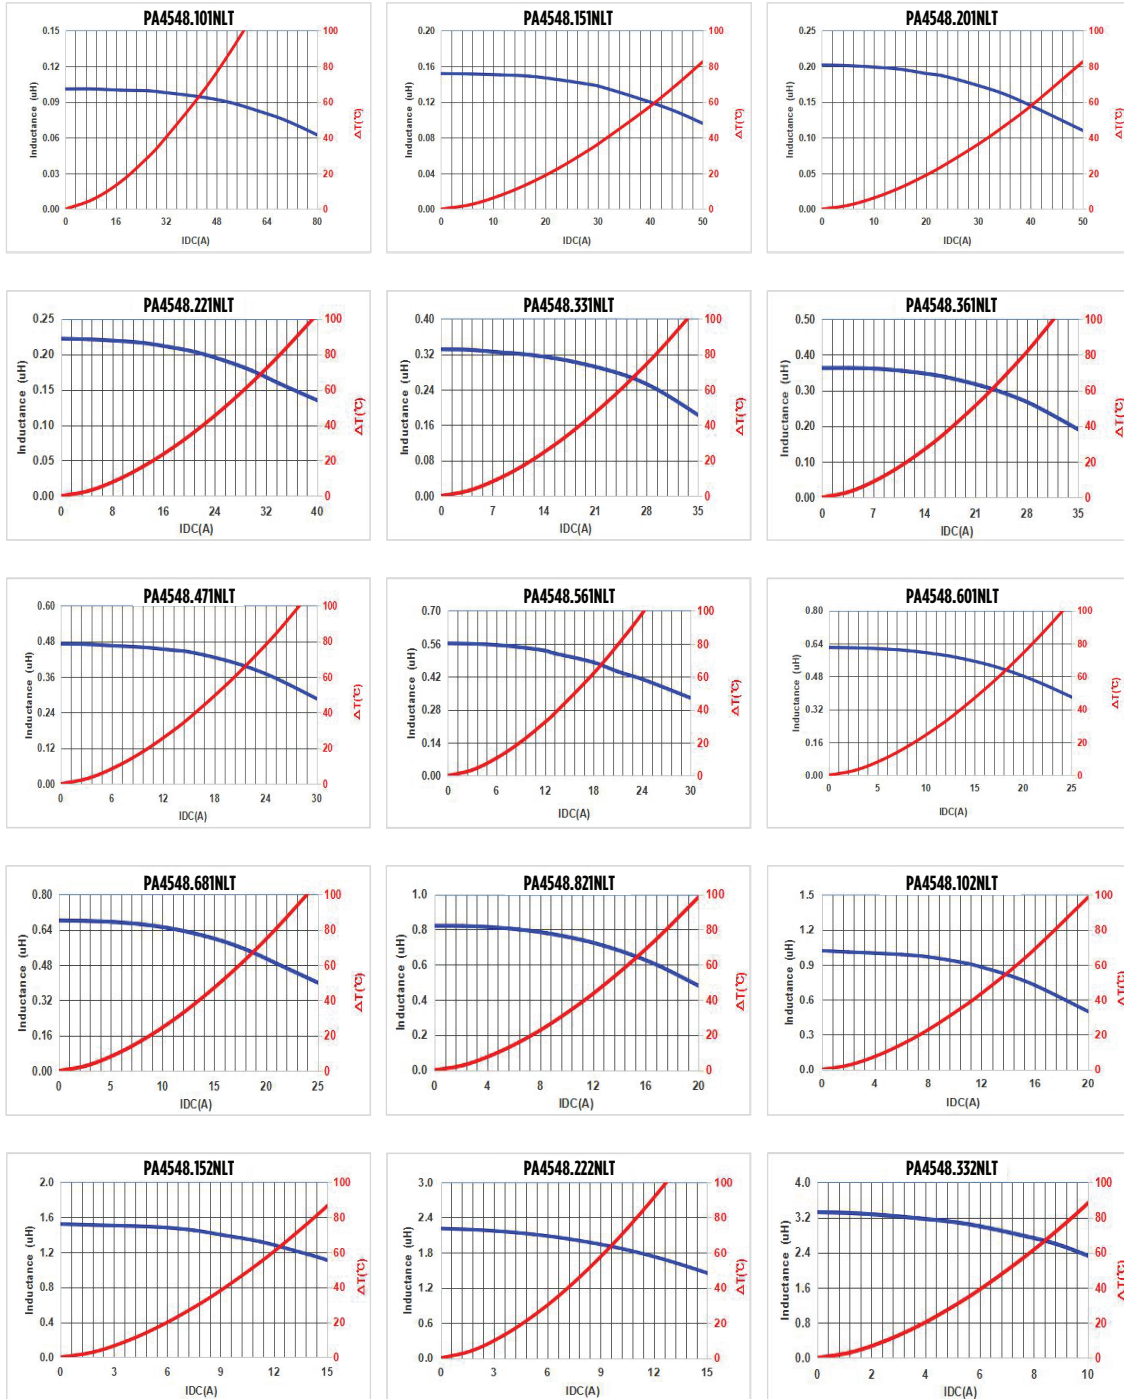 PA4548.101NLT
0.15
0.12
0.09
0.06
0.03
0.00
Inductance (uH)
100
80
60
40
20
0
△T(℃)
0 16 32 48 64 80
IDC(A)
PA4548.151NLT
0.20
0.16
0.12
0.08
0.04
0.00
Inductance (uH)
100
80
60
40
20
0
△T(℃)
0 10 20 30 40 50
IDC(A)
PA4548.201NLT
0.25
0.20
0.15
0.10
0.05
0.00
Inductance (uH)
100
80
60
40
20
0
△T(℃)
0 10 20 30 40 50
IDC(A)
PA4548.221NLT
0.25
0.20
0.15
0.10
0.05
0.00
Inductance (uH)
100
80
60
40
20
0
△T(℃)
0 8 16 24 32 40
IDC(A)
PA4548.331NLT
0.40
0.32
0.24
0.16
0.08
0.00
Inductance (uH)
100
80
60
40
20
0
△T(℃)
0 7 14 21 28 35
IDC(A)
PA4548.361NLT
0.50
0.40
0.30
0.20
0.10
0.00
Inductance (uH)
100
80
60
40
20
0
△T(℃)
0 7 14 21 28 35
IDC(A)
PA4548.471NLT
0.60
0.48
0.36
0.24
0.12
0.00
Inductance (uH)
100
80
60
40
20
0
△T(℃)
0 6 12 18 24 30
IDC(A)
PA4548.561NLT
0.70
0.56
0.42
0.28
0.14
0.00
Inductance (uH)
100
80
60
40
20
0
△T(℃)
0 6 12 18 24 30
IDC(A)
PA4548.601NLT
0.80
0.64
0.48
0.32
0.16
0.00
Inductance (uH)
100
80
60
40
20
0
△T(℃)
0 5 10 15 20 25
IDC(A)
PA4548.681NLT
0.80
0.64
0.48
0.32
0.16
0.00
Inductance (uH)
100
80
60
40
20
0
△T(℃)
0 5 10 15 20 25
IDC(A)
PA4548.821NLT
1.0
0.8
0.6
0.4
0.2
0.0
Inductance (uH)
100
80
60
40
20
0
△T(℃)
0 4 8 12 16 20
IDC(A)
PA4548.102NLT
1.5
1.2
0.9
0.6
0.3
0.0
Inductance (uH)
100
80
60
40
20
0
△T(℃)
0 4 8 12 16 20
IDC(A)
PA4548.152NLT
2.0
1.6
1.2
0.8
0.4
0.0
Inductance (uH)
100
80
60
40
20
0
△T(℃)
0 3 6 9 12 15
IDC(A)
PA4548.222NLT
3.0
2.4
1.8
1.2
0.6
0.0
Inductance (uH)
100
80
60
40
20
0
△T(℃)
0 3 6 9 12 15
IDC(A)
PA4548.332NLT
4.0
3.2
2.4
1.6
0.8
0.0
Inductance (uH)
100
80
60
40
20
0
△T(℃)
0 2 4 6 8 10
IDC(A)